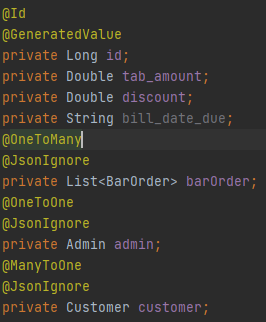 @Id
@GeneratedValue
private Long id;
private Double tab_amount;
private Double discount;
private String bill_date_due;
@OneToMany
@JsonIgnore
private List<BarOrder> barOrder;
@OneToOne
@JsonIgnore
private Admin admin;
@ManyToOne
@JsonIgnore
private Customer customer;